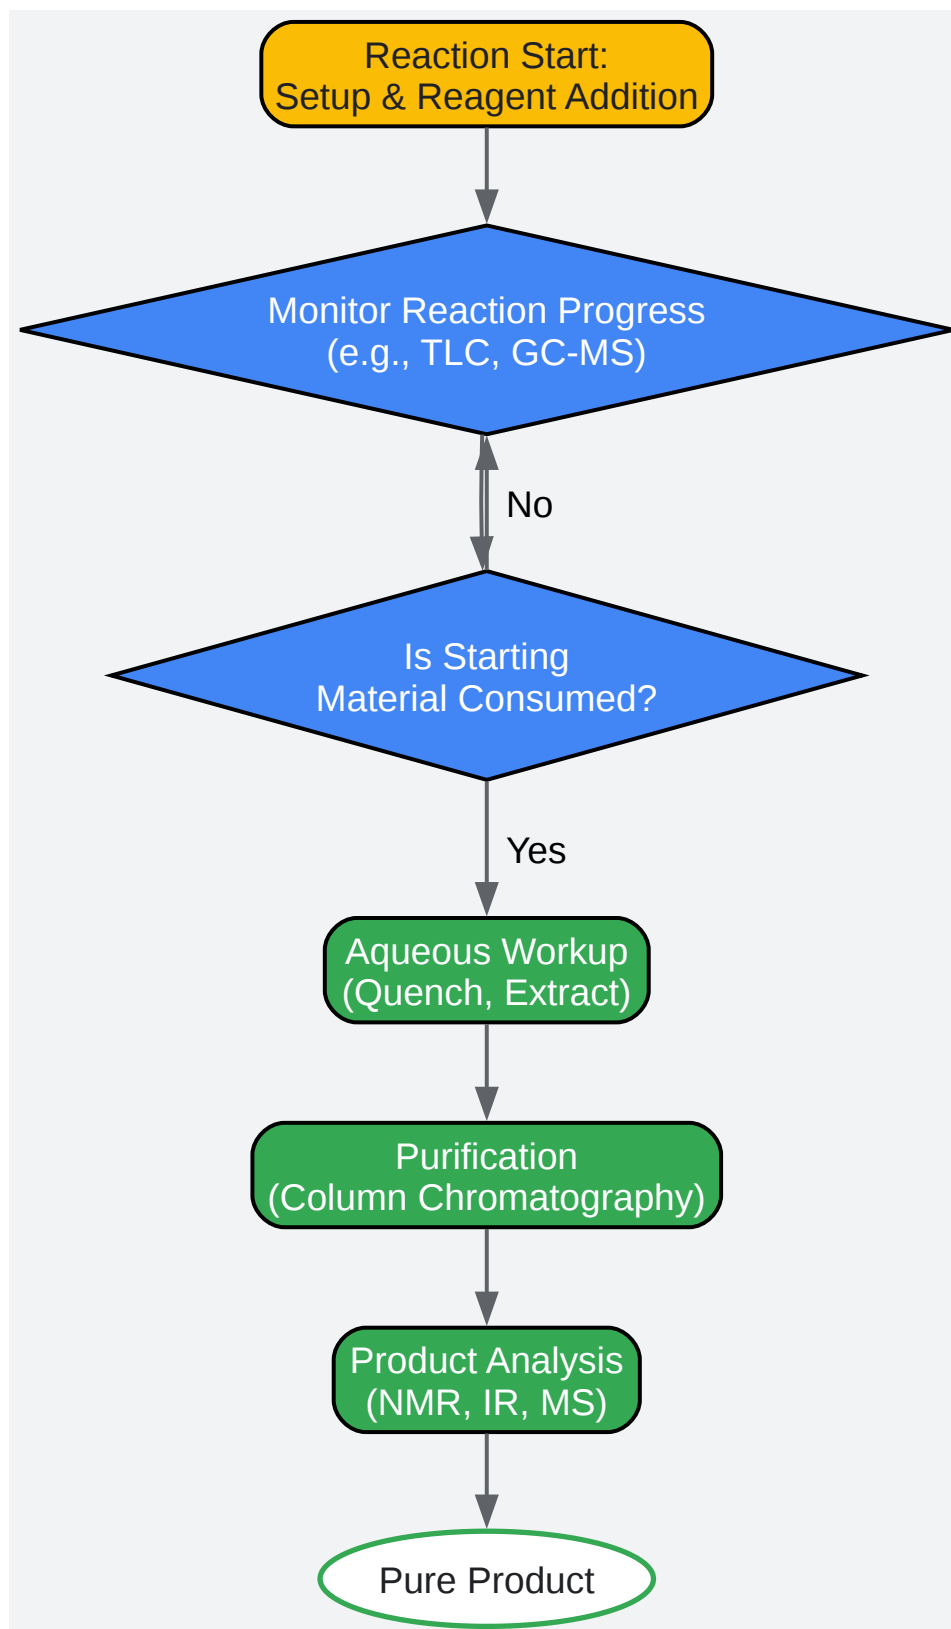 Reaction Start:
Setup & Reagent Addition
Monitor Reaction Progress
(e.g., TLC, GC-MS)
No
Is Starting
Material Consumed?
Yes
Aqueous Workup
(Quench, Extract)
Purification
(Column Chromatography)
Product Analysis
(NMR, IR, MS)
Pure Product